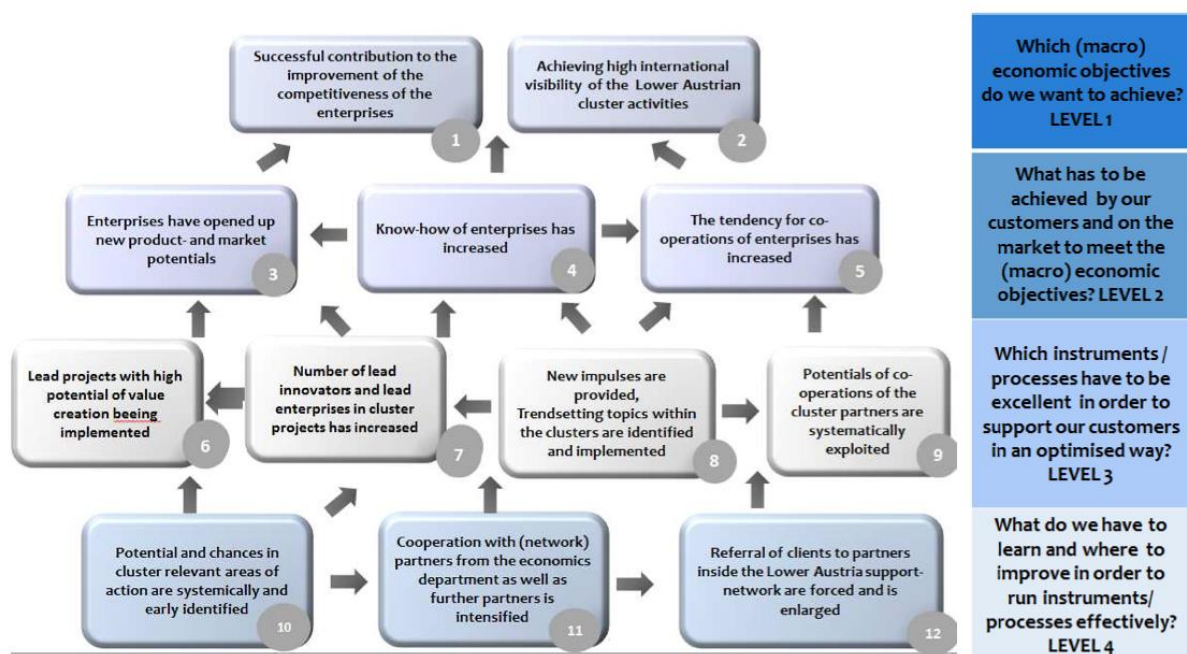 Successful contribution to the
improvement of the
competitiveness of the
enterprises
1
Achieving high international
visibility of the Lower Austrian
cluster activities
2
Which (macro)
economic objectives
do we want to achieve?
LEVEL 1
Enterprises have opened up
new product- and market
potentials
3
Know-how of enterprises has
increased
4
The tendency for co-
operations of enterprises has
increased
5
What has to be
achieved by our
customers and on the
market to meet the
(macro) economic
objectives? LEVEL 2
Lead projects with high
potential of value
creation beeing
implemented
6
Number of lead
innovators and lead
enterprises in cluster
projects has increased
7
New impulses are
provided,
Trendsetting topics within
the clusters are identified
and implemented
8
Potentials of co-
operations of the
cluster partners are
systematically
exploited
9
Which instruments /
processes have to be
excellent in order to
support our customers
in an optimised way?
LEVEL 3
Potential and chances in
cluster relevant areas of
action are systemically and
early identified
10
Cooperation with (network)
partners from the economics
department as well as
further partners is
intensified
11
Referral of clients to partners
inside the Lower Austria support-
network are forced and is
enlarged
12
What do we have to
learn and where to
improve in order to
run instruments/
processes effectively?
LEVEL 4